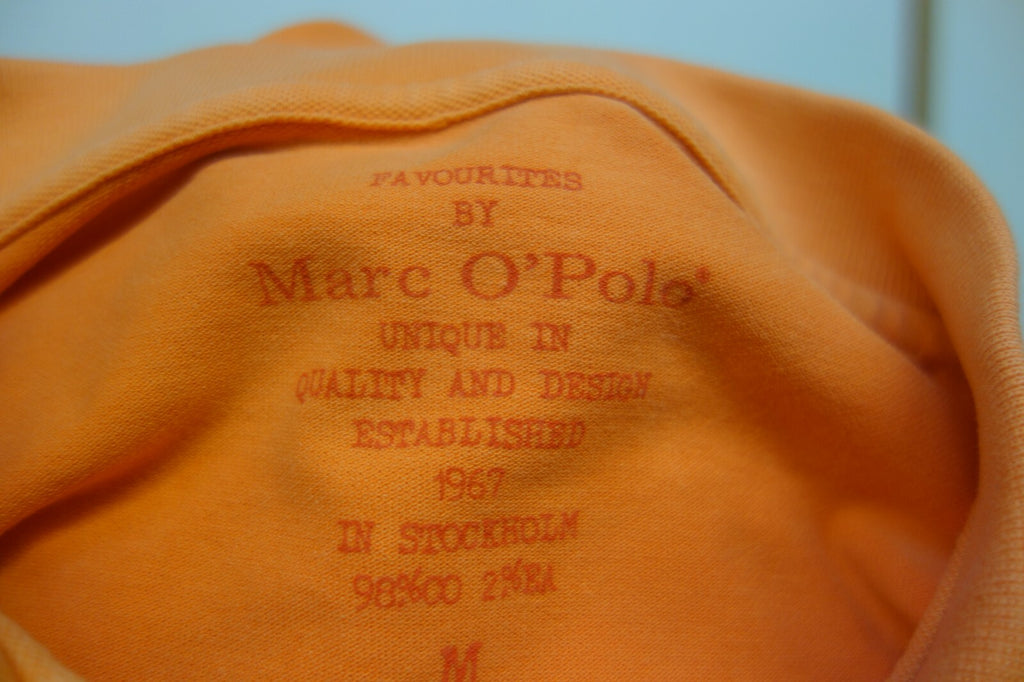 FAVOURITES
BY
Marc O'Polo
UNIQUE IN
QUALITY AND DESIGN
ESTABLISHED
1967
IN STOCKHOLM
98%CO 2%EA
M